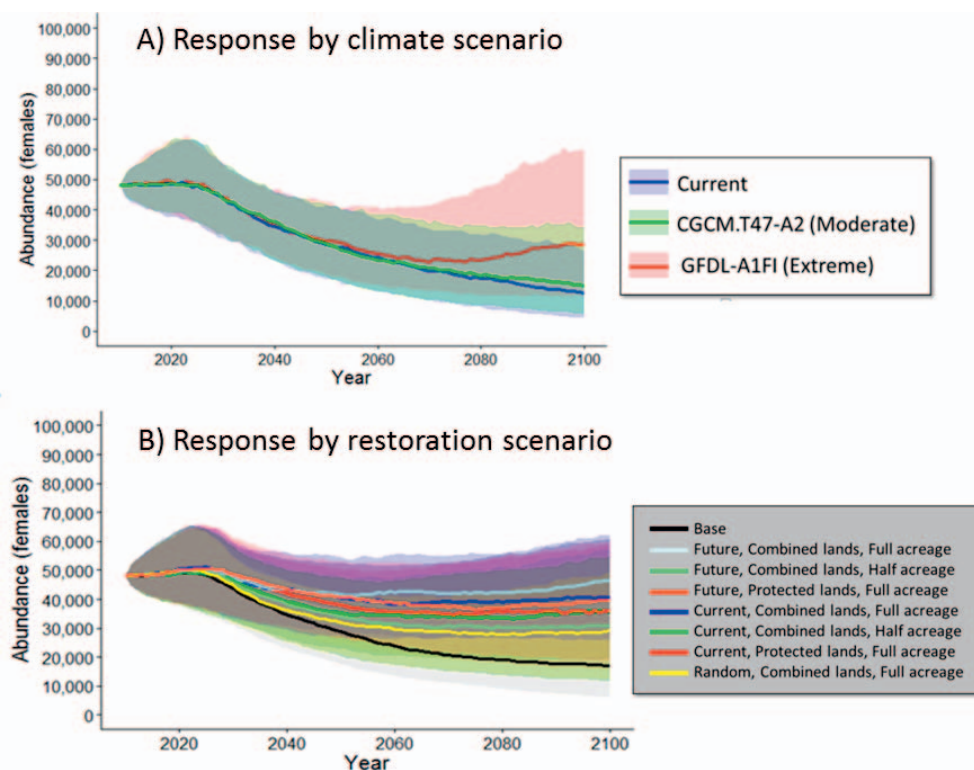 A) Response by climate scenario
100,000
90,000
80,000
70,000
60,000
50,000
40,000
30,000
20,000
10,000
0
Abundance (females)
2020
2040
2060
2080
2100
Year
Current
CGCM.T47-A2 (Moderate)
GFDL-A1FI (Extreme)
B) Response by restoration scenario
100,000
90,000
80,000
70,000
60,000
50,000
40,000
30,000
20,000
10,000
0
Abundance (females)
2020
2040
2060
2080
2100
Year
Base
Future, Combined lands, Full acreage
Future, Combined lands, Half acreage
Future, Protected lands, Full acreage
Current, Combined lands, Full acreage
Current, Combined lands, Half acreage
Current, Protected lands, Full acreage
Random, Combined lands, Full acreage